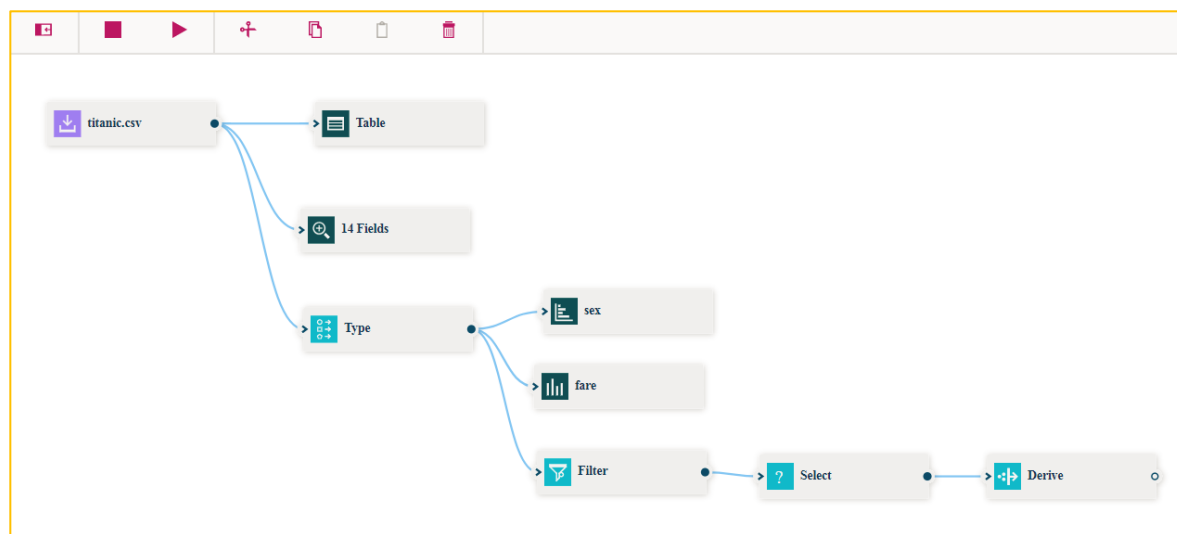 titanic.csv
Table
14 Fields
Type
sex
fare
Filter
? Select
Derive